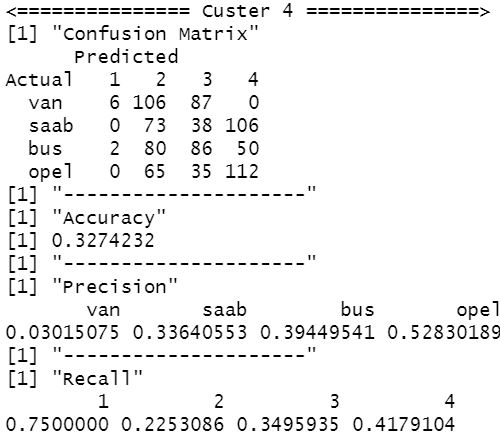 <=============== Custer 4 ===============>
[1] "Confusion Matrix"
      Predicted
Actual   1   2   3   4
  van    6 106  87   0
  saab   0  73  38 106
  bus    2  80  86  50
  opel   0  65  35 112
[1] "---------------------"
[1] "Accuracy"
[1] 0.3274232
[1] "---------------------"
[1] "Precision"
       van       saab        bus       opel
0.03015075 0.33640553 0.39449541 0.52830189
[1] "---------------------"
[1] "Recall"
        1         2         3         4
0.7500000 0.2253086 0.3495935 0.4179104